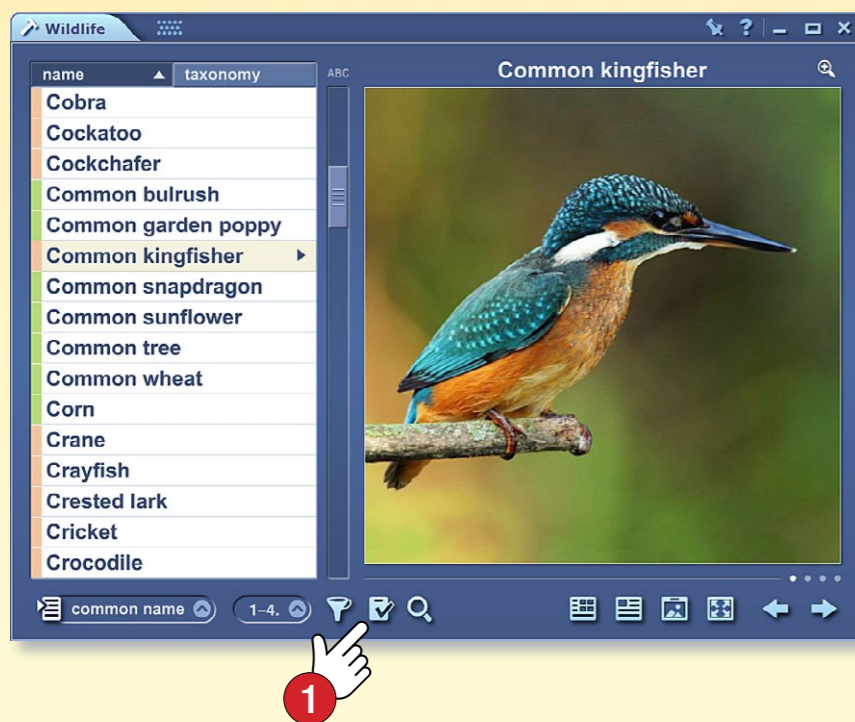 Wildlife
?
name taxonomy ABC
Common kingfisher
Cobra
Cockatoo
Cockchafer
Common bulrush
Common garden poppy
Common kingfisher
Common snapdragon
Common sunflower
Common tree
Common wheat
Corn
Crane
Crayfish
Crested lark
Cricket
Crocodile
common name 1–4.
1